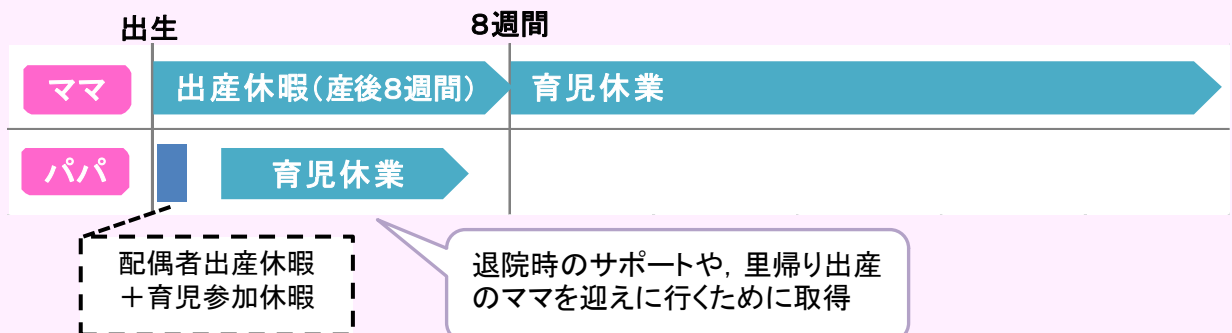 出生
8週間
ママ
出産休暇(産後8週間)
育児休業
パパ
育児休業
配偶者出産休暇
＋育児参加休暇
退院時のサポートや，里帰り出産
のママを迎えに行くために取得